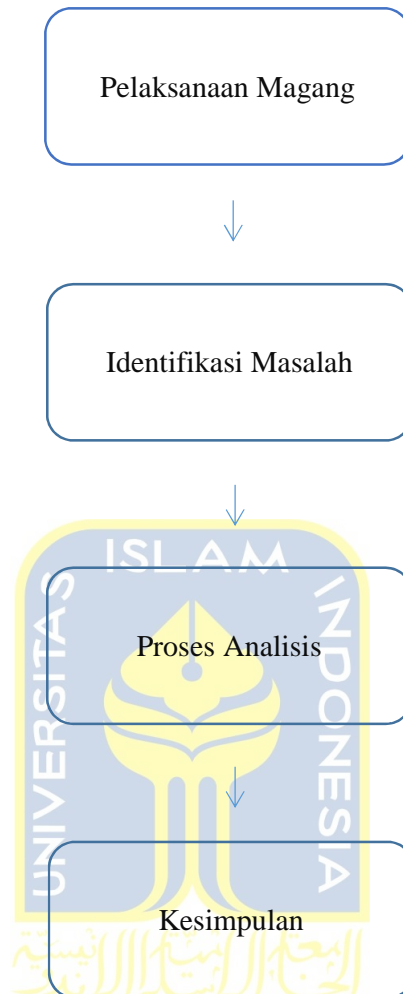 Pelaksanaan Magang
Identifikasi Masalah
ISLAM
UNIVERSITAS
INDONESIA
Proses Analisis
Kesimpulan